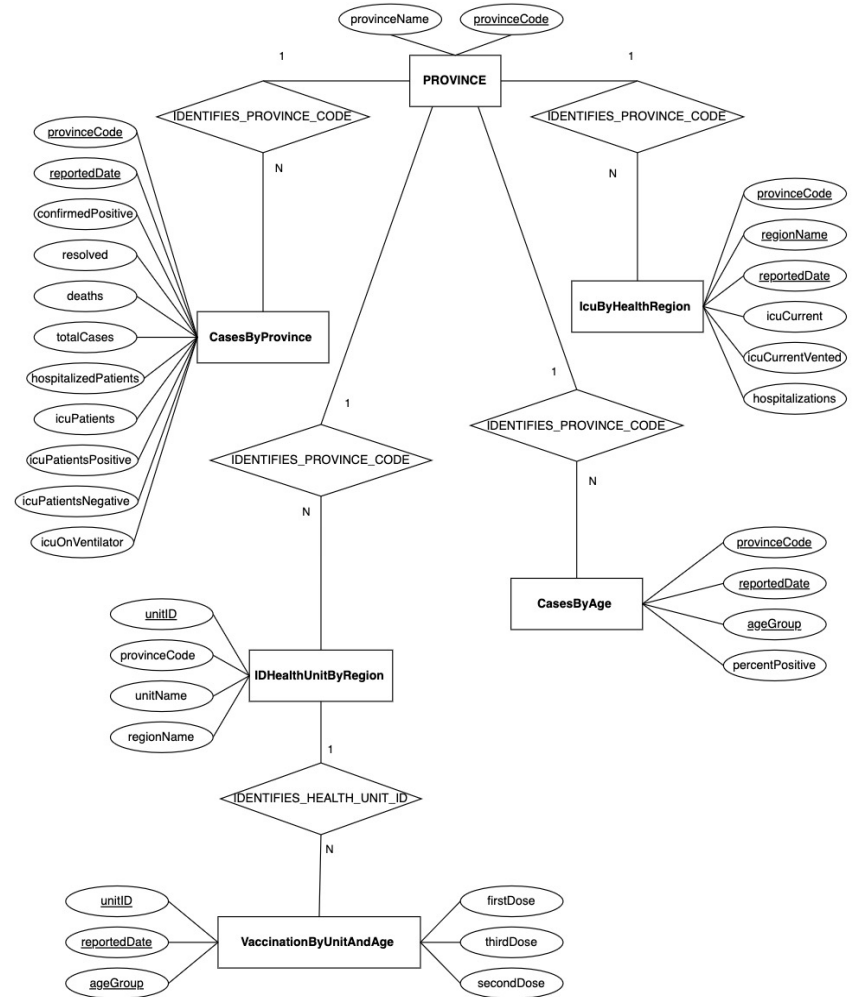 provinceName
provinceCode
1
PROVINCE
1
IDENTIFIES_PROVINCE_CODE
IDENTIFIES_PROVINCE_CODE
N
N
provinceCode
reportedDate
confirmedPositive
resolved
deaths
totalCases
hospitalizedPatients
icuPatients
icuPatientsPositive
icuPatientsNegative
icuOnVentilator
CasesByProvince
provinceCode
regionName
reportedDate
icuCurrent
icuCurrentVented
hospitalizations
IcuByHealthRegion
1
IDENTIFIES_PROVINCE_CODE
N
1
IDENTIFIES_PROVINCE_CODE
N
provinceCode
reportedDate
ageGroup
percentPositive
CasesByAge
unitID
provinceCode
unitName
regionName
IDHealthUnitByRegion
1
IDENTIFIES_HEALTH_UNIT_ID
N
unitID
reportedDate
ageGroup
VaccinationByUnitAndAge
firstDose
thirdDose
secondDose